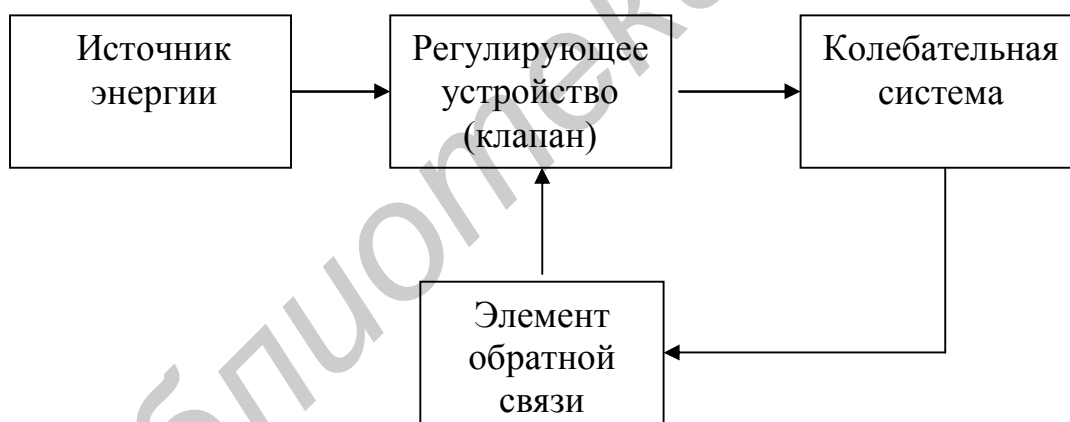 Источник
энергии
Регулирующее
устройство
(клапан)
Колебательная
система
Элемент
обратной
связи